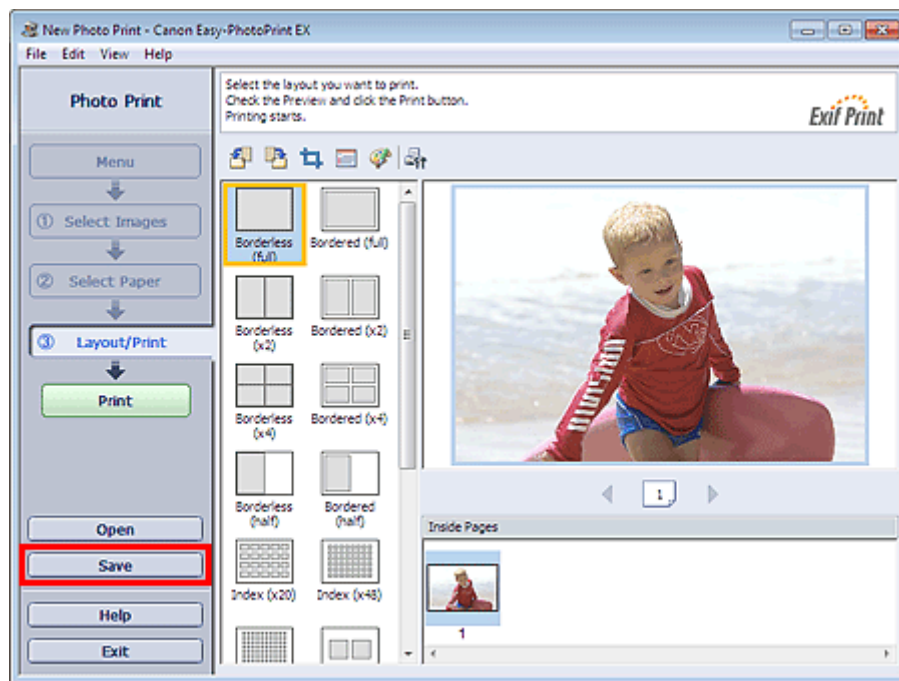 New Photo Print - Canon Easy-PhotoPrint EX
File Edit View Help
Photo Print
Select the layout you want to print.
Check the Preview and click the Print button.
Printing starts.
Exif Print
Menu
① Select Images
② Select Paper
③ Layout/Print
Print
Open
Save
Help
Exit
Borderless
(full)
Bordered (full)
Borderless
(x2)
Bordered (x2)
Borderless
(x4)
Bordered (x4)
Borderless
(half)
Bordered
(half)
Index (x20)
Index (x48)
1
Inside Pages
1